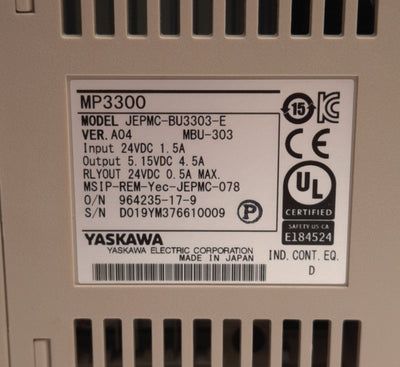 MP3300
MODEL JEPMC-BU3303-E
VER. A04 MBU-303
Input 24VDC 1.5A
Output 5.15VDC 4.5A
RLYOUT 24VDC 0.5A MAX.
MSIP-REM-Yec-JEPMC-078
O/N 964235-17-9
S/N D019YM376610009
P
YASKAWA
YASKAWA ELECTRIC CORPORATION
MADE IN JAPAN
15
KC
CE
UL
CERTIFIED
SAFETY US-CA
E184524
IND. CONT. EQ.
D